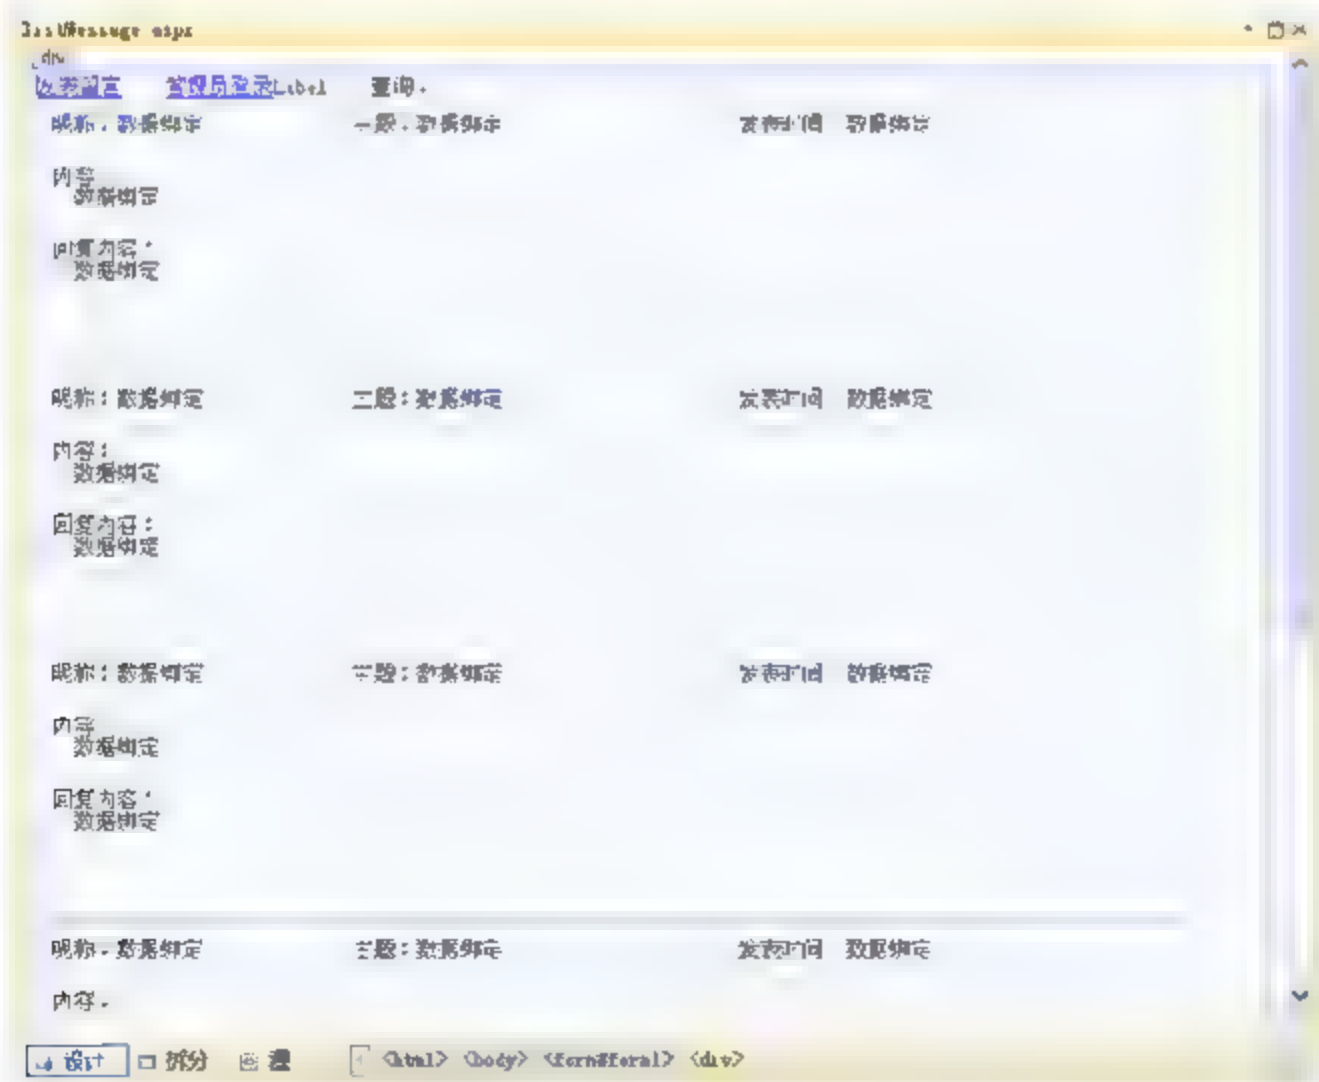 div
发表留言 管理员登录Label 查询:
昵称:数据绑定 主题:数据绑定 发表时间 数据绑定
内容
数据绑定
回复内容:
数据绑定
昵称:数据绑定 主题:数据绑定 发表时间 数据绑定
内容:
数据绑定
回复内容:
数据绑定
昵称:数据绑定 主题:数据绑定 发表时间 数据绑定
内容
数据绑定
回复内容:
数据绑定
昵称:数据绑定 主题:数据绑定 发表时间 数据绑定
内容:
设计 拆分 源 <html> <body> <form#form1> <div>